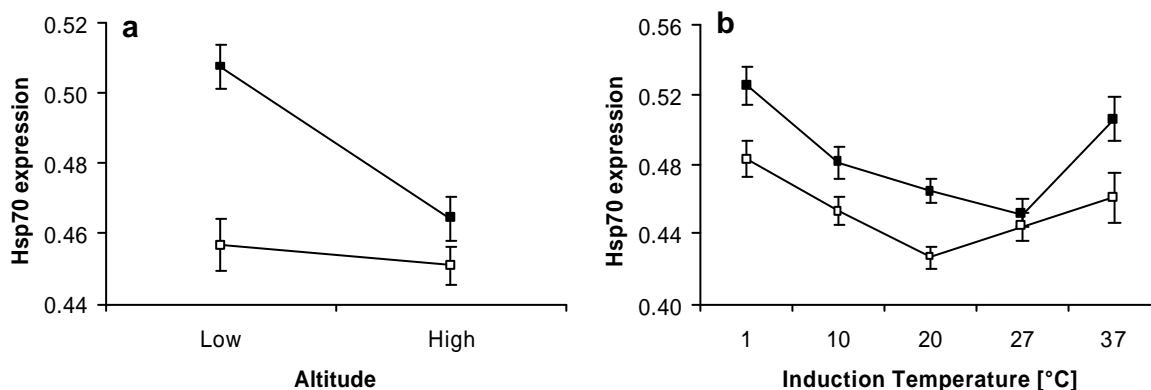 a
0.52
0.50
0.48
0.46
0.44
Hsp70 expression
Low High
Altitude
b
0.56
0.52
0.48
0.44
0.40
Hsp70 expression
1 10 20 27 37
Induction Temperature [°C]